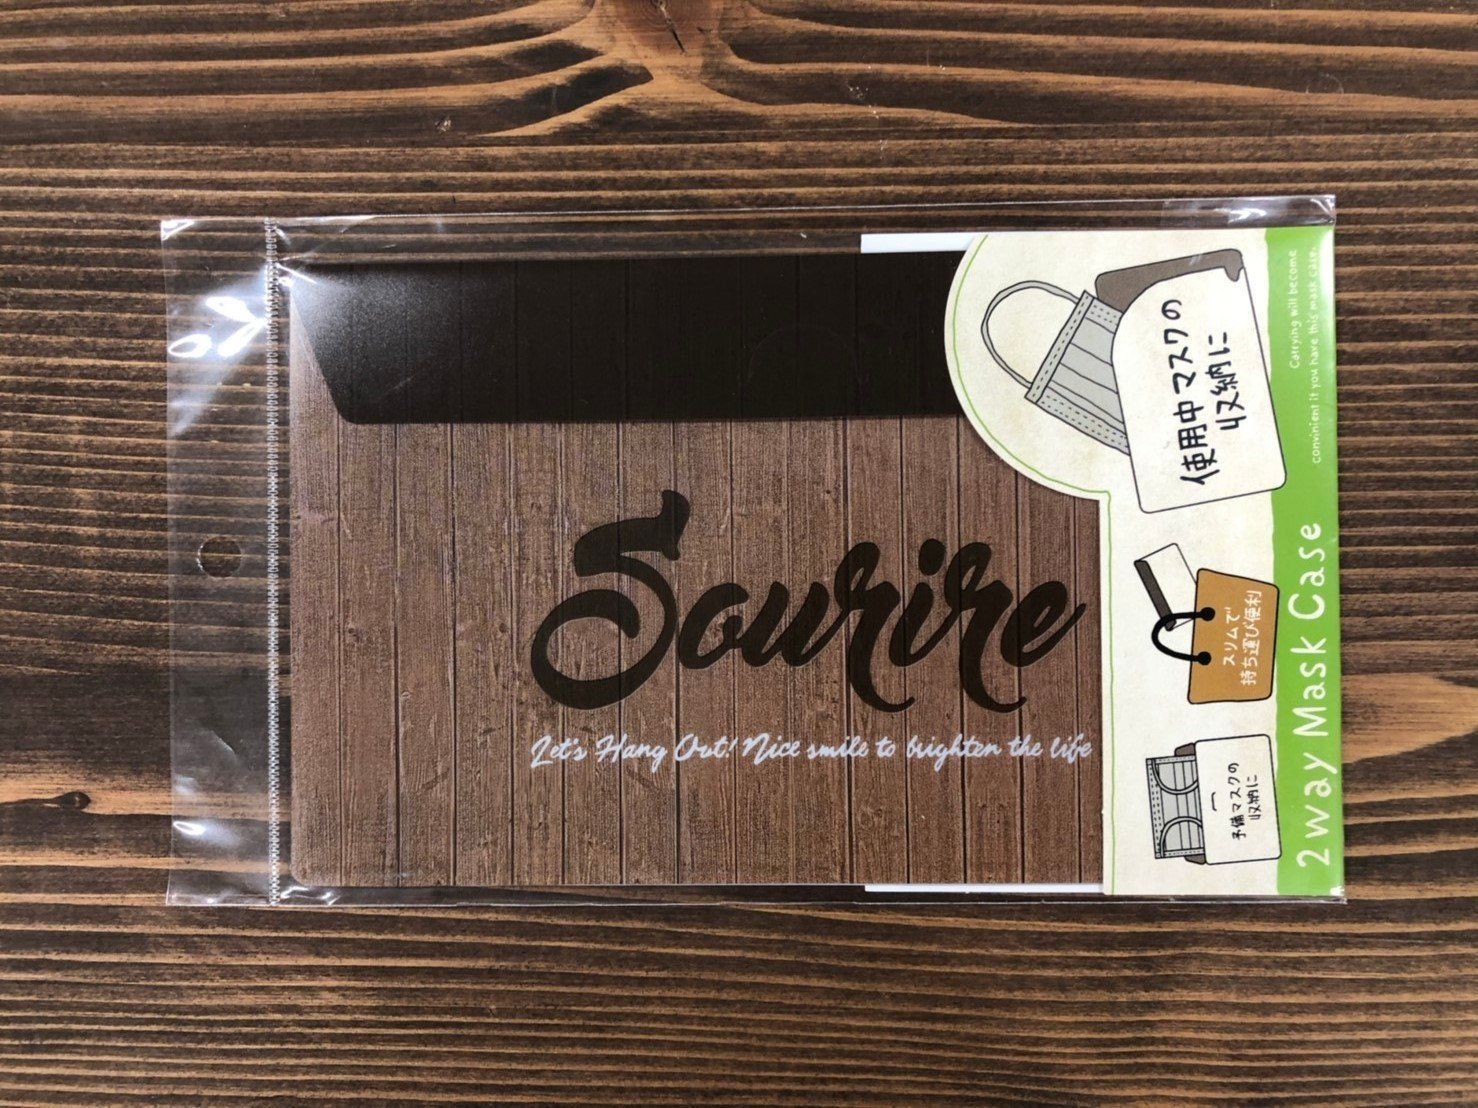 Sourire
Let's Hang Out! Nice smile to brighten the life
使用中マスクの
収納に
スリムで
持ち運び便利
予備マスクの
収納に
2way Mask Case
Carrying will become
convinient if you have this mask case.